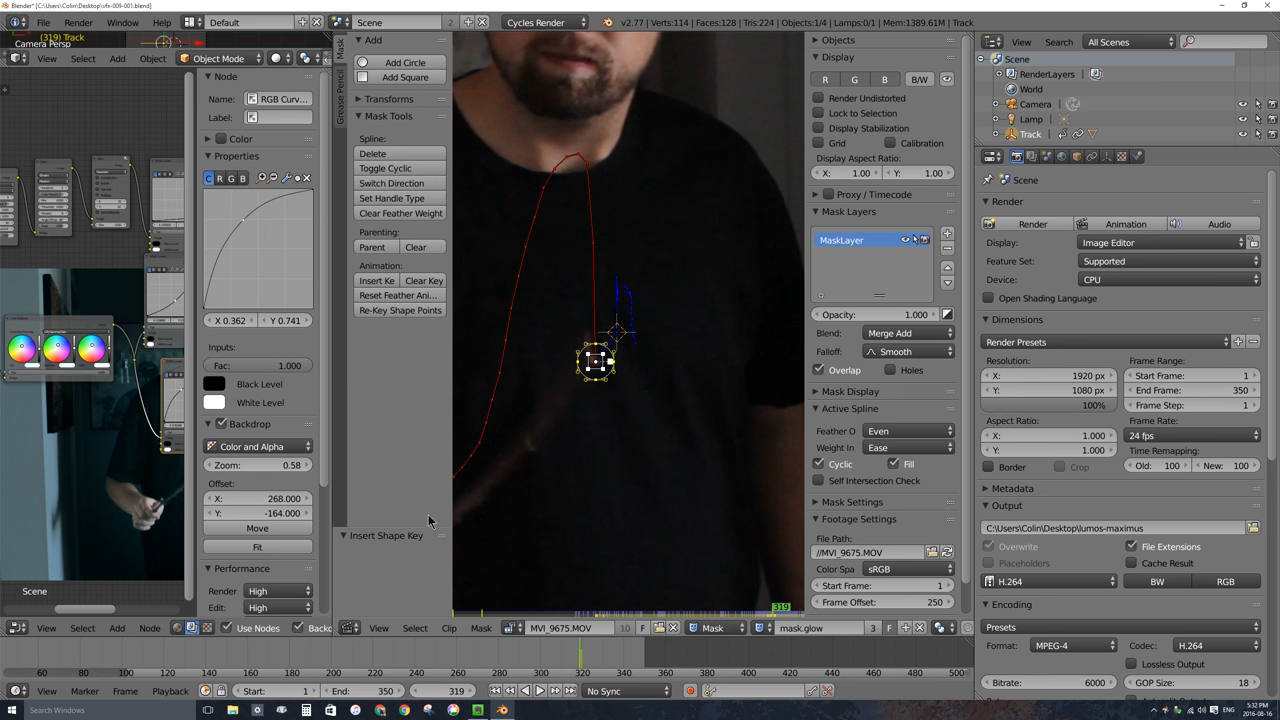 Blender* [C:\Users\Colin\Desktop\vfx-009-001.blend]
File Render Window Help Default Scene 2 Cycles Render v2.77 | Verts:114 | Faces:128 | Tris:224 | Objects:1/4 | Lamps:0/1 | Mem:1389.61M | Track
(319) Track
Camera Persp
View Select Add Object Object Mode
Node
Name: RGB Curv...
Label:
Color
Properties
C R G B
X 0.362 Y 0.741
Inputs:
Fac: 1.000
Black Level
White Level
Backdrop
Color and Alpha
Zoom: 0.58
Offset:
X: 268.000
Y: -164.000
Move
Fit
Performance
Render High
Edit: High
Scene
View Select Add Node Use Nodes Backd
Mask
Grease Pencil
Add
Add Circle
Add Square
Transforms
Mask Tools
Spline:
Delete
Toggle Cyclic
Switch Direction
Set Handle Type
Clear Feather Weight
Parenting:
Parent Clear
Animation:
Insert Ke Clear Key
Reset Feather Ani...
Re-Key Shape Points
Insert Shape Key
319
View Select Clip Mask MVI_9675.MOV 10 F Mask mask.glow 3 F
Objects
Display
R G B B/W
Render Undistorted
Lock to Selection
Display Stabilization
Grid Calibration
Display Aspect Ratio:
X: 1.00 Y: 1.00
Proxy / Timecode
Mask Layers
MaskLayer
Opacity: 1.000
Blend: Merge Add
Falloff: Smooth
Overlap Holes
Mask Display
Active Spline
Feather O Even
Weight In Ease
Cyclic Fill
Self Intersection Check
Mask Settings
Footage Settings
File Path:
//MVI_9675.MOV
Color Spa sRGB
Start Frame: 1
Frame Offset: 250
View Search All Scenes
Scene
RenderLayers
World
Camera
Lamp
Track
Scene
Render
Render Animation Audio
Display: Image Editor
Feature Set: Supported
Device: CPU
Open Shading Language
Dimensions
Render Presets
Resolution: Frame Range:
X: 1920 px Start Frame: 1
Y: 1080 px End Frame: 350
100% Frame Step: 1
Aspect Ratio: Frame Rate:
X: 1.000 24 fps
Y: 1.000 Time Remapping:
Border Crop Old: 100 New: 100
Metadata
Output
C:\Users\Colin\Desktop\lumos-maximus
Overwrite File Extensions
Placeholders Cache Result
H.264 BW RGB
Encoding
Presets
Format: MPEG-4 Codec: H.264
Lossless Output
Bitrate: 6000 GOP Size: 18
60 80 100 120 140 160 180 200 220 240 260 280 300 320 340 360 380 400 420 440 460 480 500
View Marker Frame Playback Start: 1 End: 350 319 No Sync
Search Windows ENG 5:32 PM
2016-08-16